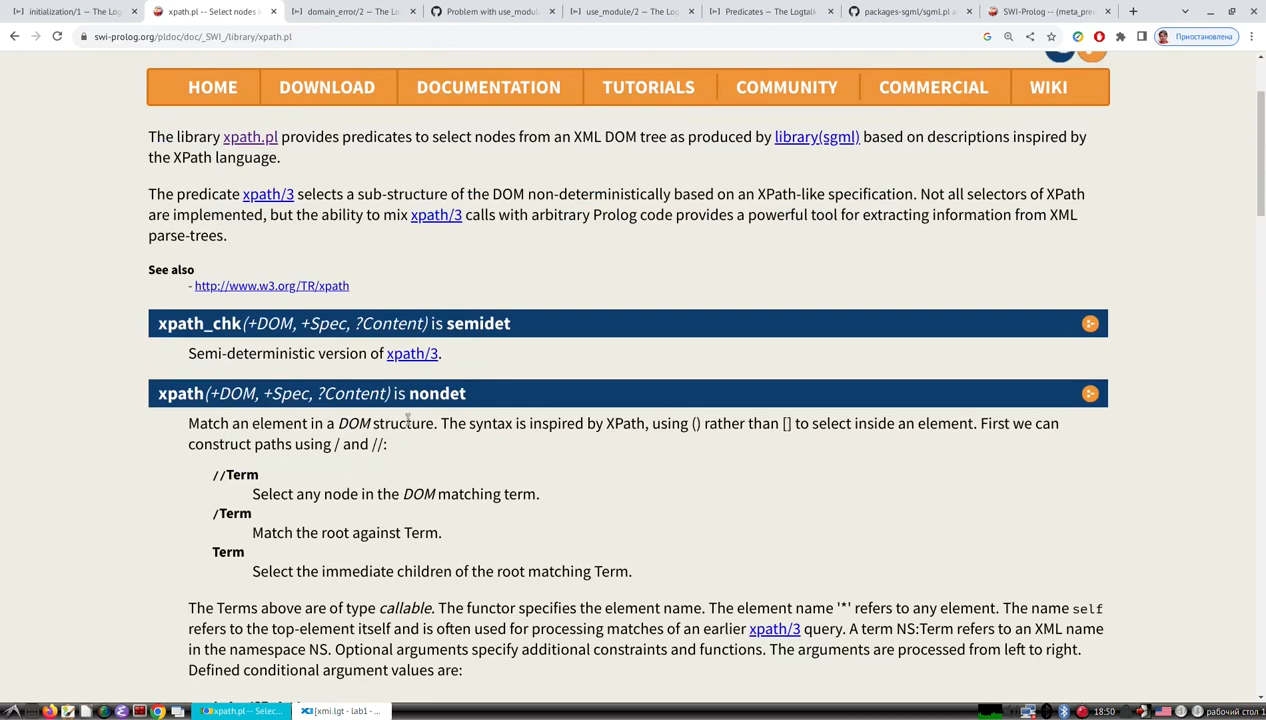 initialization/1 — The Log
xpath.pl -- Select nodes i
domain_error/2 — The Lo
Problem with use_modul
use_module/2 — The Log
Predicates — The Logtalk
packages-sgml/sgml.pl a
SWI-Prolog -- (meta_pred
swi-prolog.org/pldoc/doc/_SWI_/library/xpath.pl
Приостановлена
HOME DOWNLOAD DOCUMENTATION TUTORIALS COMMUNITY COMMERCIAL WIKI
The library xpath.pl provides predicates to select nodes from an XML DOM tree as produced by library(sgml) based on descriptions inspired by
the XPath language.
The predicate xpath/3 selects a sub-structure of the DOM non-deterministically based on an XPath-like specification. Not all selectors of XPath
are implemented, but the ability to mix xpath/3 calls with arbitrary Prolog code provides a powerful tool for extracting information from XML
parse-trees.
See also
- http://www.w3.org/TR/xpath
xpath_chk(+DOM, +Spec, ?Content) is semidet
Semi-deterministic version of xpath/3.
xpath(+DOM, +Spec, ?Content) is nondet
Match an element in a DOM structure. The syntax is inspired by XPath, using () rather than [] to select inside an element. First we can
construct paths using / and //:
//Term
Select any node in the DOM matching term.
/Term
Match the root against Term.
Term
Select the immediate children of the root matching Term.
The Terms above are of type callable. The functor specifies the element name. The element name '*' refers to any element. The name self
refers to the top-element itself and is often used for processing matches of an earlier xpath/3 query. A term NS:Term refers to an XML name
in the namespace NS. Optional arguments specify additional constraints and functions. The arguments are processed from left to right.
Defined conditional argument values are:
xpath.pl -- Selec...
[xmi.lgt - lab1 - ...
18:50
рабочий стол 1